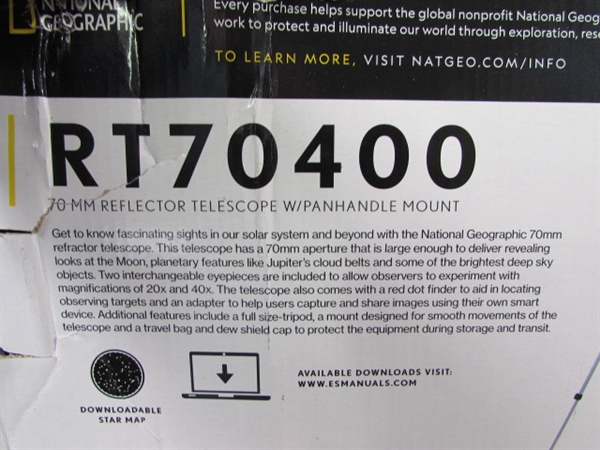 NATIONAL
GEOGRAPHIC
Every purchase helps support the global nonprofit National Geog
work to protect and illuminate our world through exploration, rese
TO LEARN MORE, VISIT NATGEO.COM/INFO
RT70400
70 MM REFLECTOR TELESCOPE W/PANHANDLE MOUNT
Get to know fascinating sights in our solar system and beyond with the National Geographic 70mm
refractor telescope. This telescope has a 70mm aperture that is large enough to deliver revealing
looks at the Moon, planetary features like Jupiter's cloud belts and some of the brightest deep sky
objects. Two interchangeable eyepieces are included to allow observers to experiment with
magnifications of 20x and 40x. The telescope also comes with a red dot finder to aid in locating
observing targets and an adapter to help users capture and share images using their own smart
device. Additional features include a full size-tripod, a mount designed for smooth movements of the
telescope and a travel bag and dew shield cap to protect the equipment during storage and transit.
AVAILABLE DOWNLOADS VISIT:
WWW.ESMANUALS.COM
DOWNLOADABLE
STAR MAP